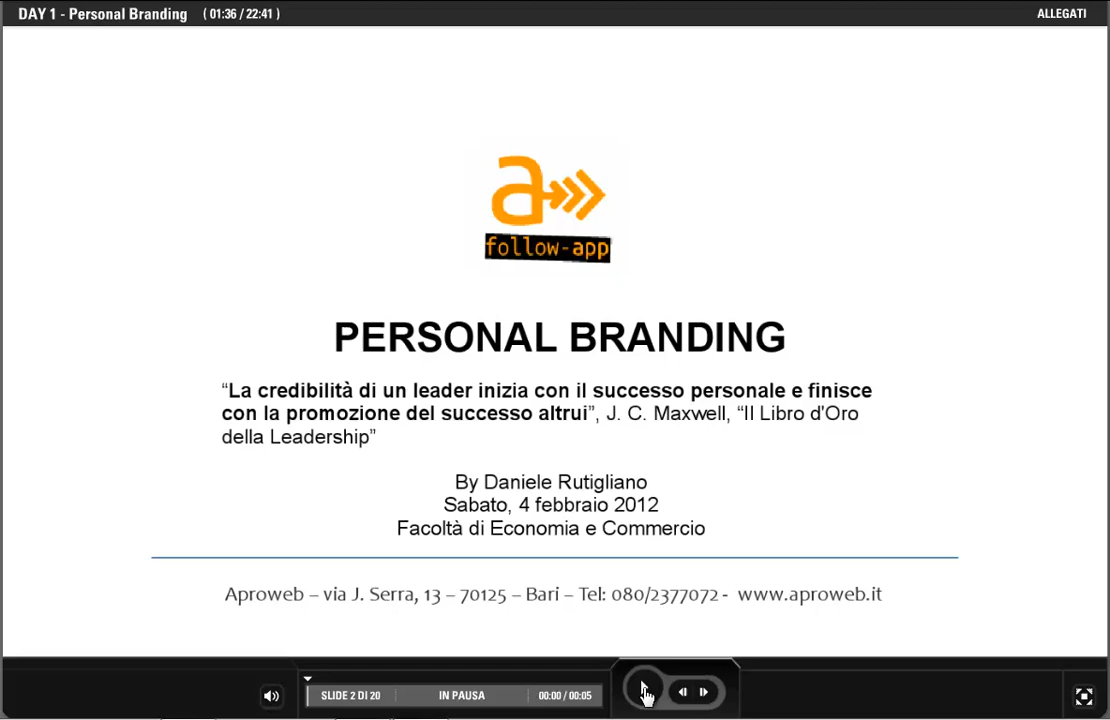 DAY 1 - Personal Branding ( 01:36 / 22:41 ) ALLEGATI
a
follow-app
PERSONAL BRANDING
“La credibilità di un leader inizia con il successo personale e finisce
con la promozione del successo altrui”, J. C. Maxwell, “Il Libro d'Oro
della Leadership”
By Daniele Rutigliano
Sabato, 4 febbraio 2012
Facoltà di Economia e Commercio
Aproweb – via J. Serra, 13 – 70125 – Bari – Tel: 080/2377072 - www.aproweb.it
SLIDE 2 DI 20 IN PAUSA 00:00 / 00:05